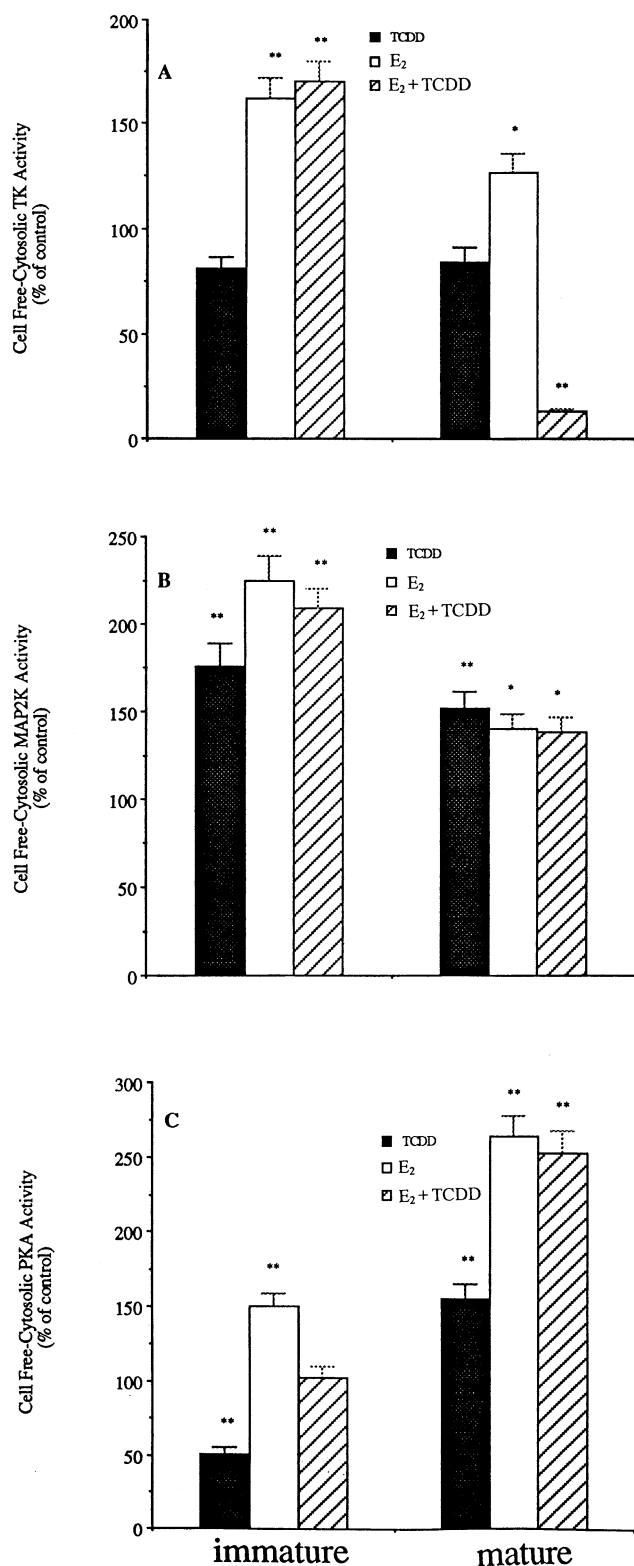 Cell Free-Cytosolic TK Activity
(% of control)
200
150
100
50
0
A
** **
* **
TCDD
E₂
E₂ + TCDD
Cell Free-Cytosolic MAP2K Activity
(% of control)
250
200
150
100
50
0
B
** ** **
** * *
TCDD
E₂
E₂ + TCDD
Cell Free-Cytosolic PKA Activity
(% of control)
300
250
200
150
100
50
0
C
** **
** ** **
TCDD
E₂
E₂ + TCDD
immature mature